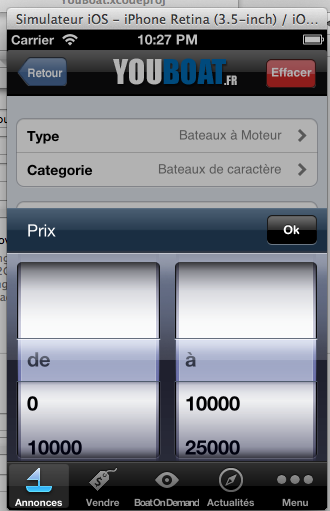 YouBoat.xcodeproj
Simulateur iOS - iPhone Retina (3.5-inch) / iO...
Carrier 10:27 PM
Retour YOUBOAT.FR Effacer
Type Bateaux à Moteur
Categorie Bateaux de caractère
Prix Ok
de à
0 10000
10000 25000
Annonces Vendre BoatOnDemand Actualités Menu